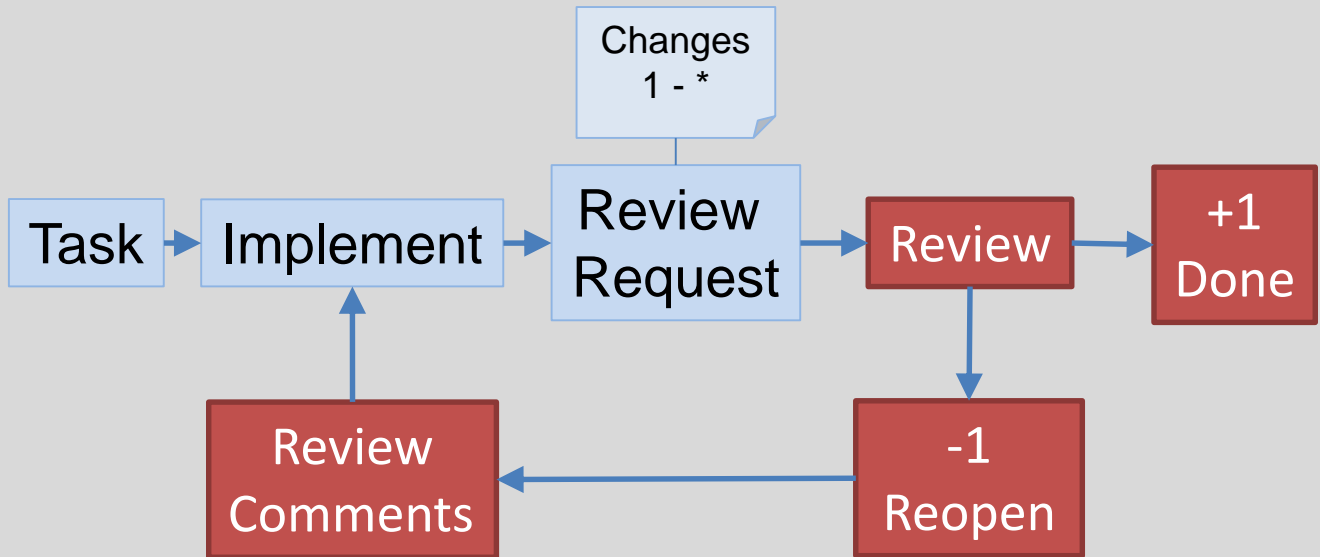 Changes
1 - *
Task
Implement
Review
Request
Review
+1
Done
Review
Comments
-1
Reopen